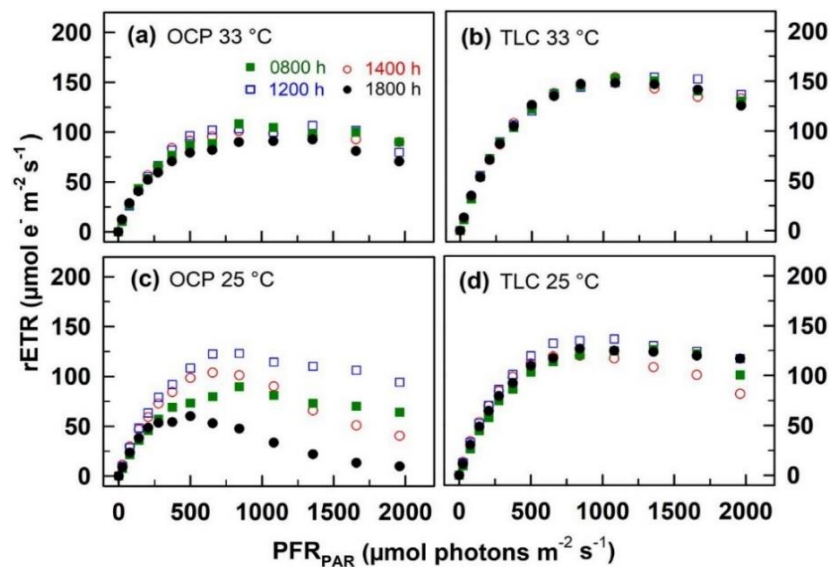 (a) OCP 33 °C
0800 h 1400 h
1200 h 1800 h
(b) TLC 33 °C
200
150
100
50
0
200
150
100
50
0
(c) OCP 25 °C
(d) TLC 25 °C
200
150
100
50
0
200
150
100
50
0
0 500 1000 1500 2000
0 500 1000 1500 2000
rETR (µmol e⁻ m⁻² s⁻¹)
PFR_PAR (µmol photons m⁻² s⁻¹)